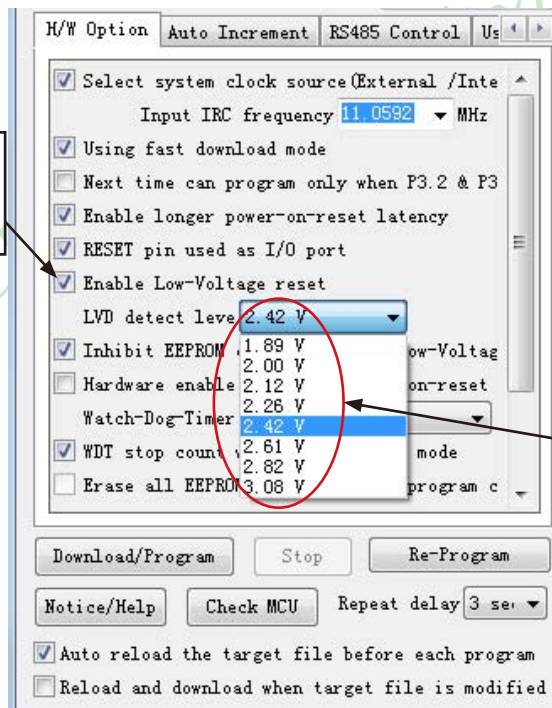 H/W Option Auto Increment RS485 Control Us
Select system clock source(External /Inte
Input IRC frequency 11.0592 MHz
Using fast download mode
Next time can program only when P3.2 & P3
Enable longer power-on-reset latency
RESET pin used as I/O port
Enable Low-Voltage reset
LVD detect leve 2.42 V
1.89 V
Inhibit EEPROM ow-Voltag
2.00 V
2.12 V
Hardware enable on-reset
2.26 V
Watch-Dog-Timer
2.42 V
2.61 V
WDT stop count mode
2.82 V
Erase all EEPRO 3.08 V program c
Download/Program Stop Re-Program
Notice/Help Check MCU Repeat delay 3 se
Auto reload the target file before each program
Reload and download when target file is modified